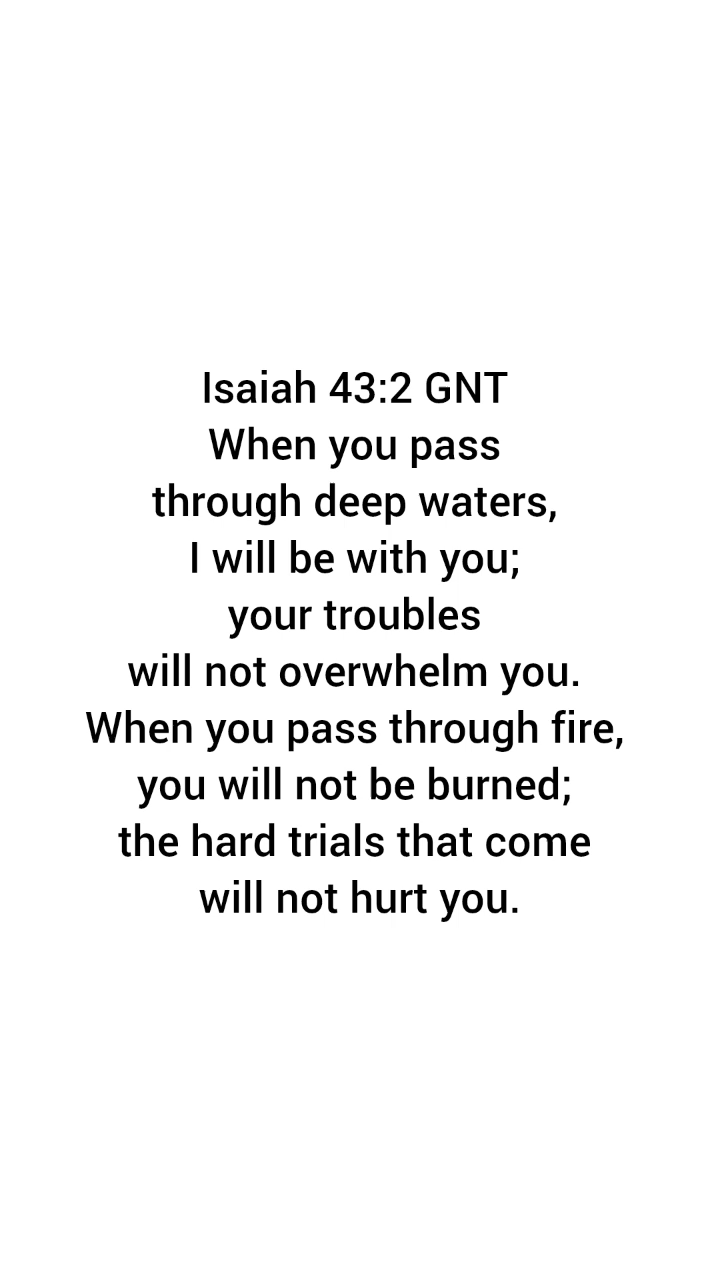 Isaiah 43:2 GNT
When you pass
through deep waters,
I will be with you;
your troubles
will not overwhelm you.
When you pass through fire,
you will not be burned;
the hard trials that come
will not hurt you.